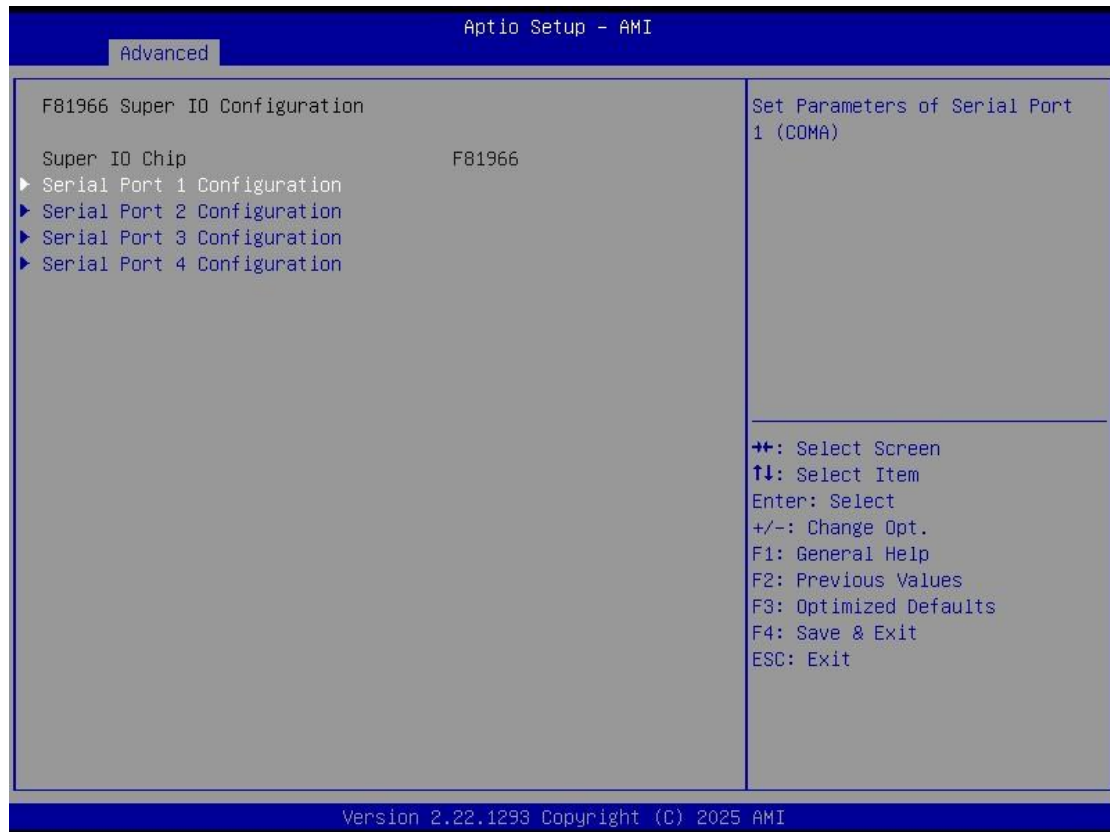 Aptio Setup – AMI
Advanced
F81966 Super IO Configuration
Super IO Chip F81966
▶ Serial Port 1 Configuration
▶ Serial Port 2 Configuration
▶ Serial Port 3 Configuration
▶ Serial Port 4 Configuration
Set Parameters of Serial Port
1 (COMA)
→←: Select Screen
↑↓: Select Item
Enter: Select
+/-: Change Opt.
F1: General Help
F2: Previous Values
F3: Optimized Defaults
F4: Save & Exit
ESC: Exit
Version 2.22.1293 Copyright (C) 2025 AMI